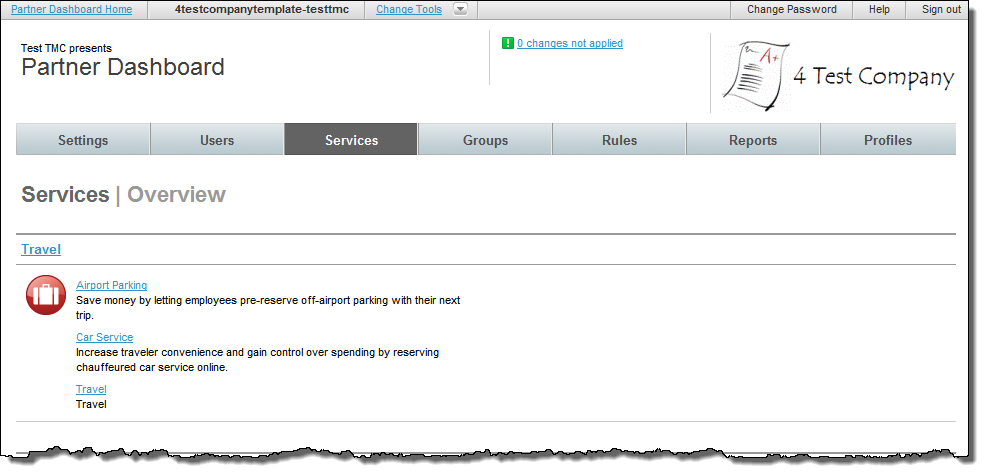 Partner Dashboard Home
4testcompanytemplate-testtmc
Change Tools
Change Password
Help
Sign out
Test TMC presents
Partner Dashboard
! 0 changes not applied
A+
4 Test Company
Settings
Users
Services
Groups
Rules
Reports
Profiles
Services | Overview
Travel
Airport Parking
Save money by letting employees pre-reserve off-airport parking with their next
trip.
Car Service
Increase traveler convenience and gain control over spending by reserving
chauffeured car service online.
Travel
Travel